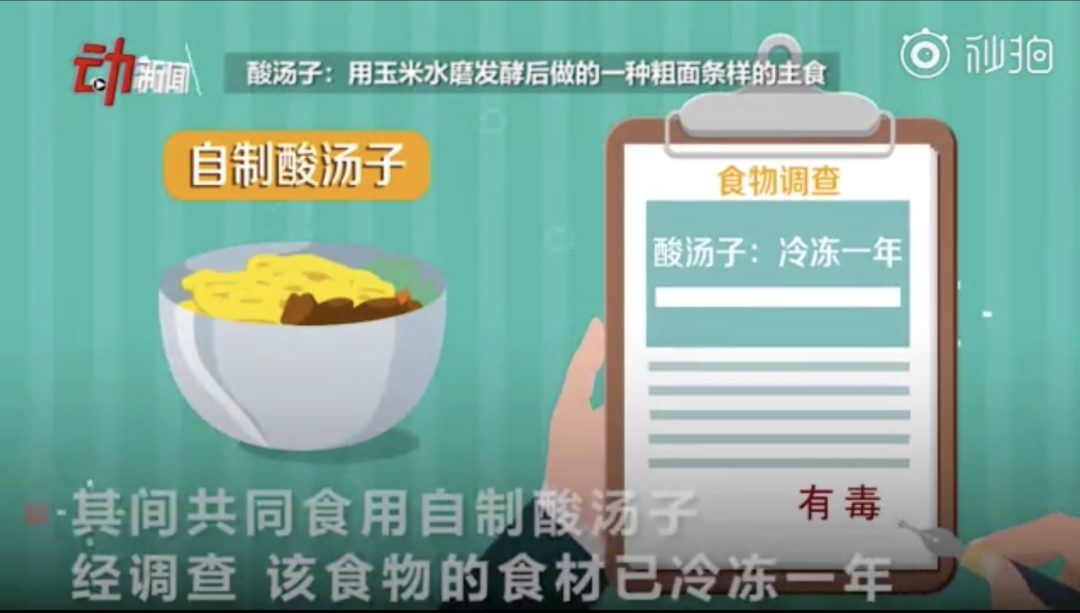 动新闻
酸汤子：用玉米水磨发酵后做的一种粗面条样的主食
秒拍
自制酸汤子
食物调查
酸汤子：冷冻一年
有毒
其间共同食用自制酸汤子
经调查 该食物的食材已冷冻一年